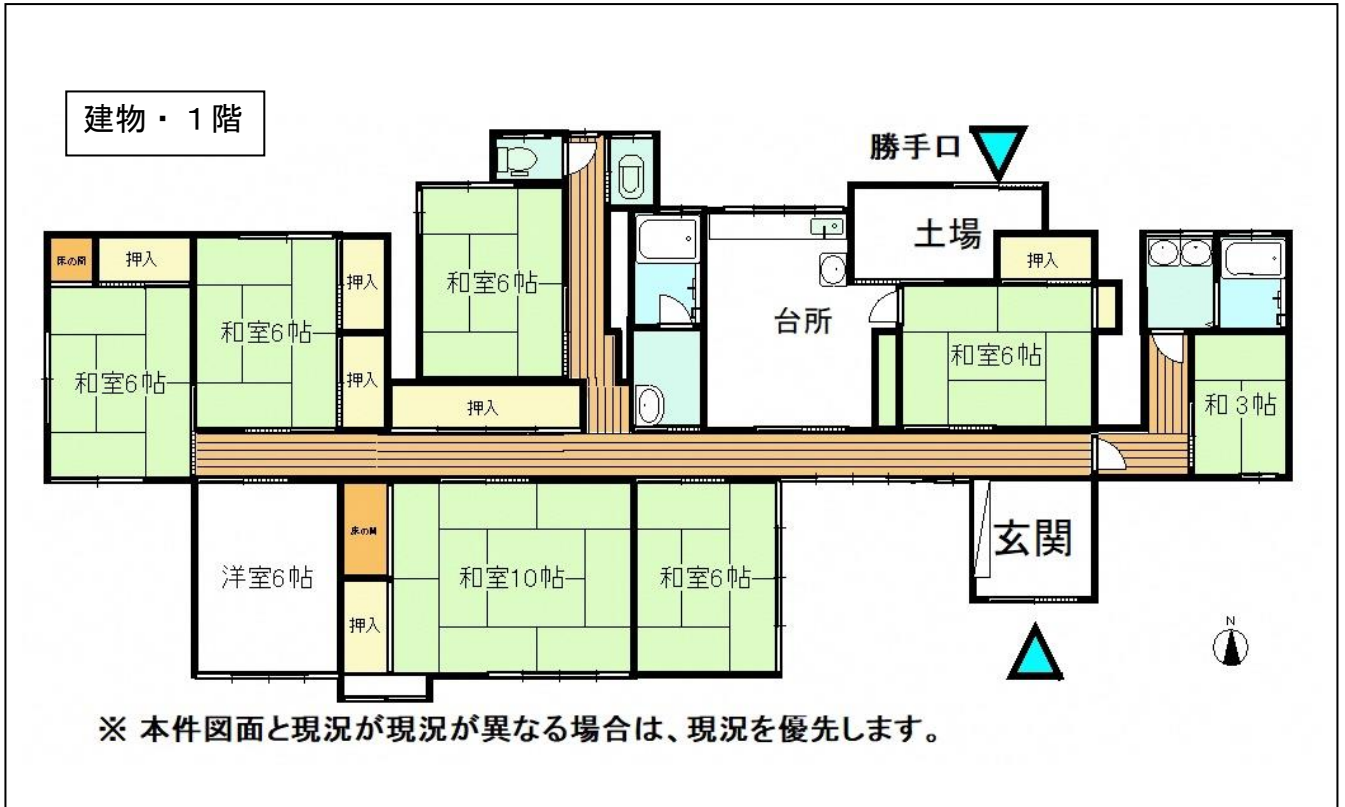 建物・1階
勝手口
土場
床の間
押入
押入
和室6帖
押入
和室6帖
台所
和室6帖
和室6帖
押入
押入
和室6帖
和3帖
床の間
洋室6帖
和室10帖
和室6帖
押入
玄関
N
※ 本件図面と現況が現況が異なる場合は、現況を優先します。